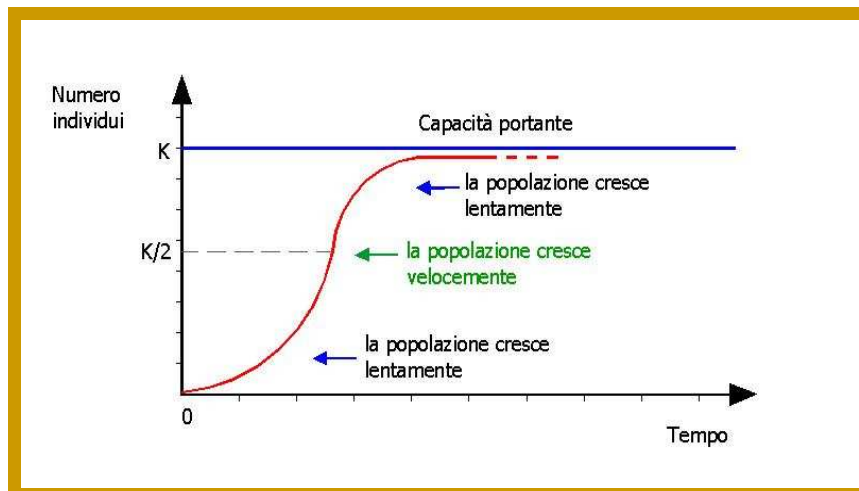 Numero
individui
Capacità portante
K
la popolazione cresce
lentamente
K/2
la popolazione cresce
velocemente
la popolazione cresce
lentamente
0
Tempo